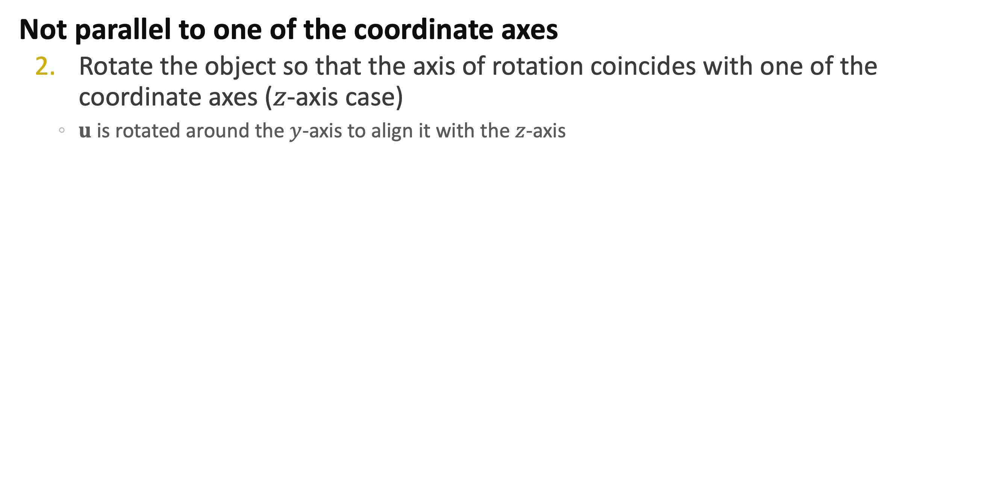 Not parallel to one of the coordinate axes
2. Rotate the object so that the axis of rotation coincides with one of the
coordinate axes (z-axis case)
◦ u is rotated around the y-axis to align it with the z-axis